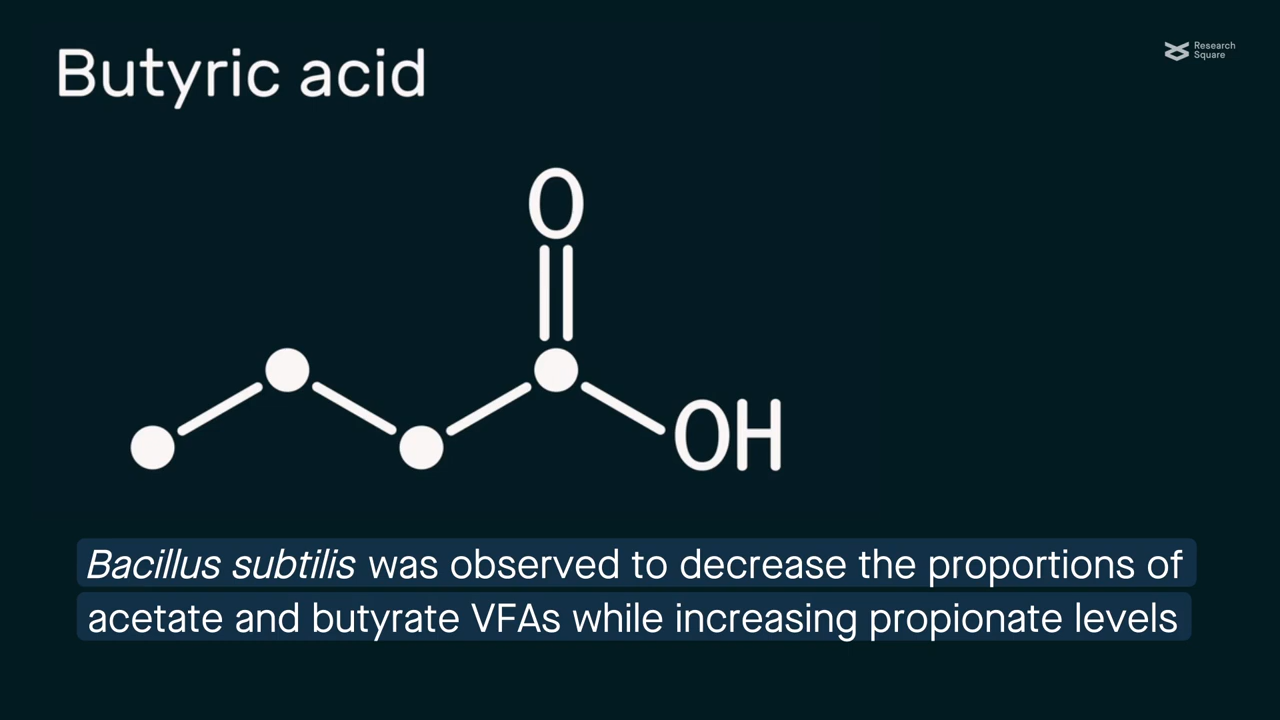 Butyric acid
Research
Square
O
OH
Bacillus subtilis was observed to decrease the proportions of
acetate and butyrate VFAs while increasing propionate levels